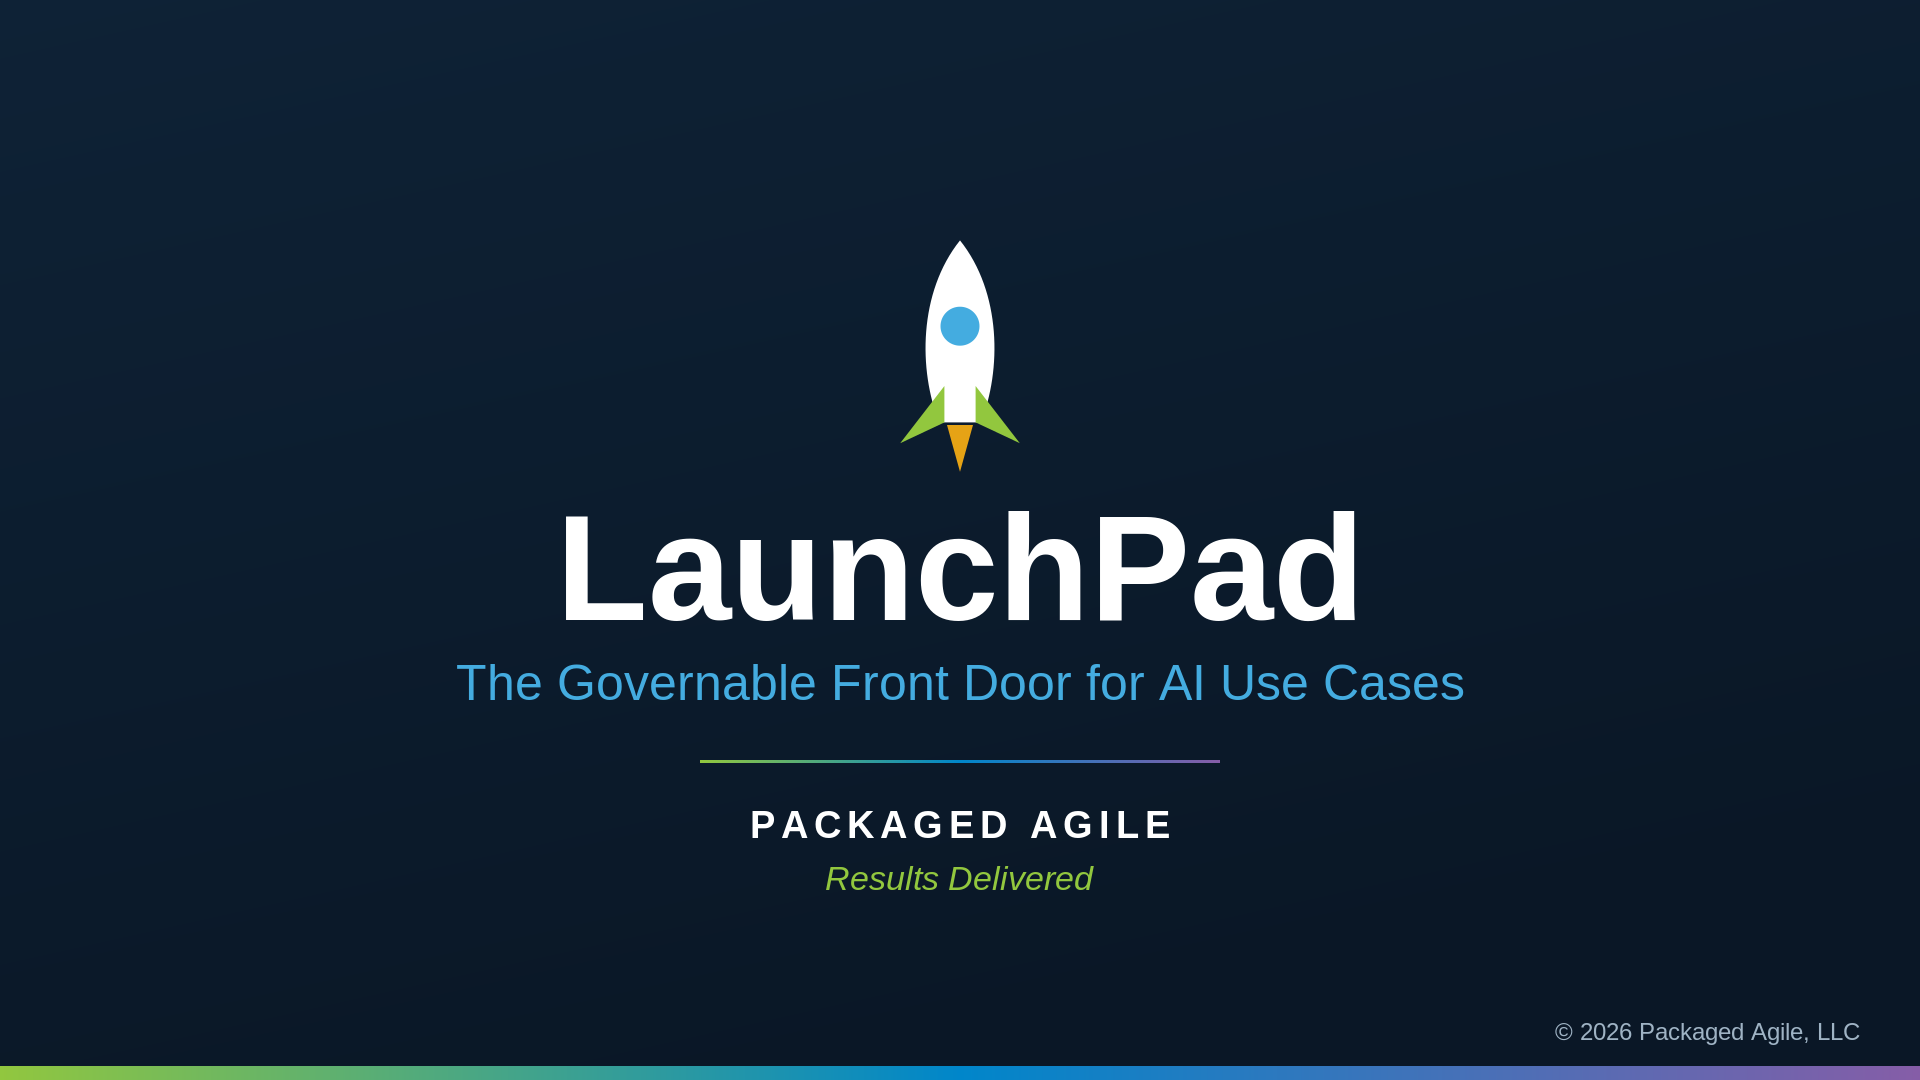 LaunchPad
The Governable Front Door for AI Use Cases
PACKAGED AGILE
Results Delivered
© 2026 Packaged Agile, LLC